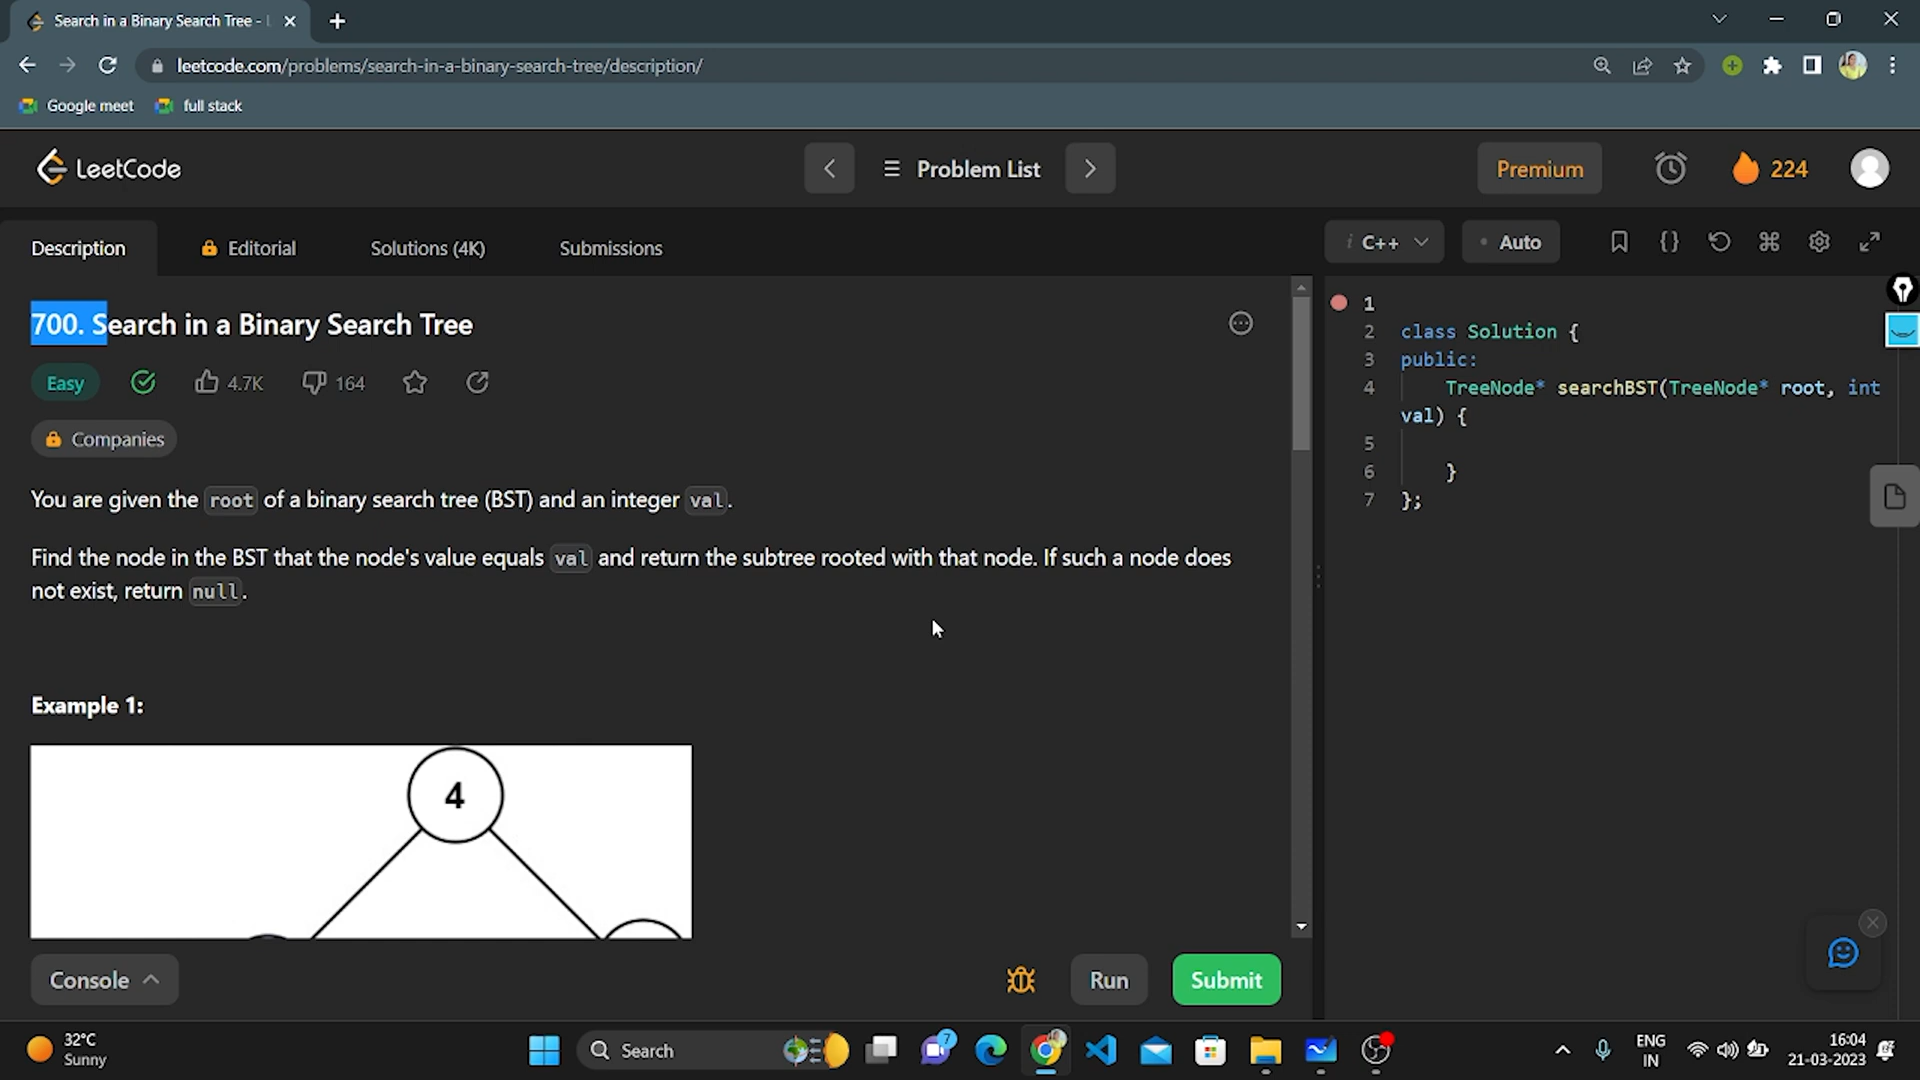 Search in a Binary Search Tree -
leetcode.com/problems/search-in-a-binary-search-tree/description/
Google meet
full stack
LeetCode
Problem List
Premium
224
Description
Editorial
Solutions (4K)
Submissions
i C++
Auto
700. Search in a Binary Search Tree
Easy
4.7K
164
Companies
You are given the root of a binary search tree (BST) and an integer val.
Find the node in the BST that the node's value equals val and return the subtree rooted with that node. If such a node does
not exist, return null.
Example 1:
4
Console
Run
Submit
1
2 class Solution {
3 public:
4 TreeNode* searchBST(TreeNode* root, int
val) {
5
6 }
7 };
32°C
Sunny
Search
7
ENG
IN
16:04
21-03-2023